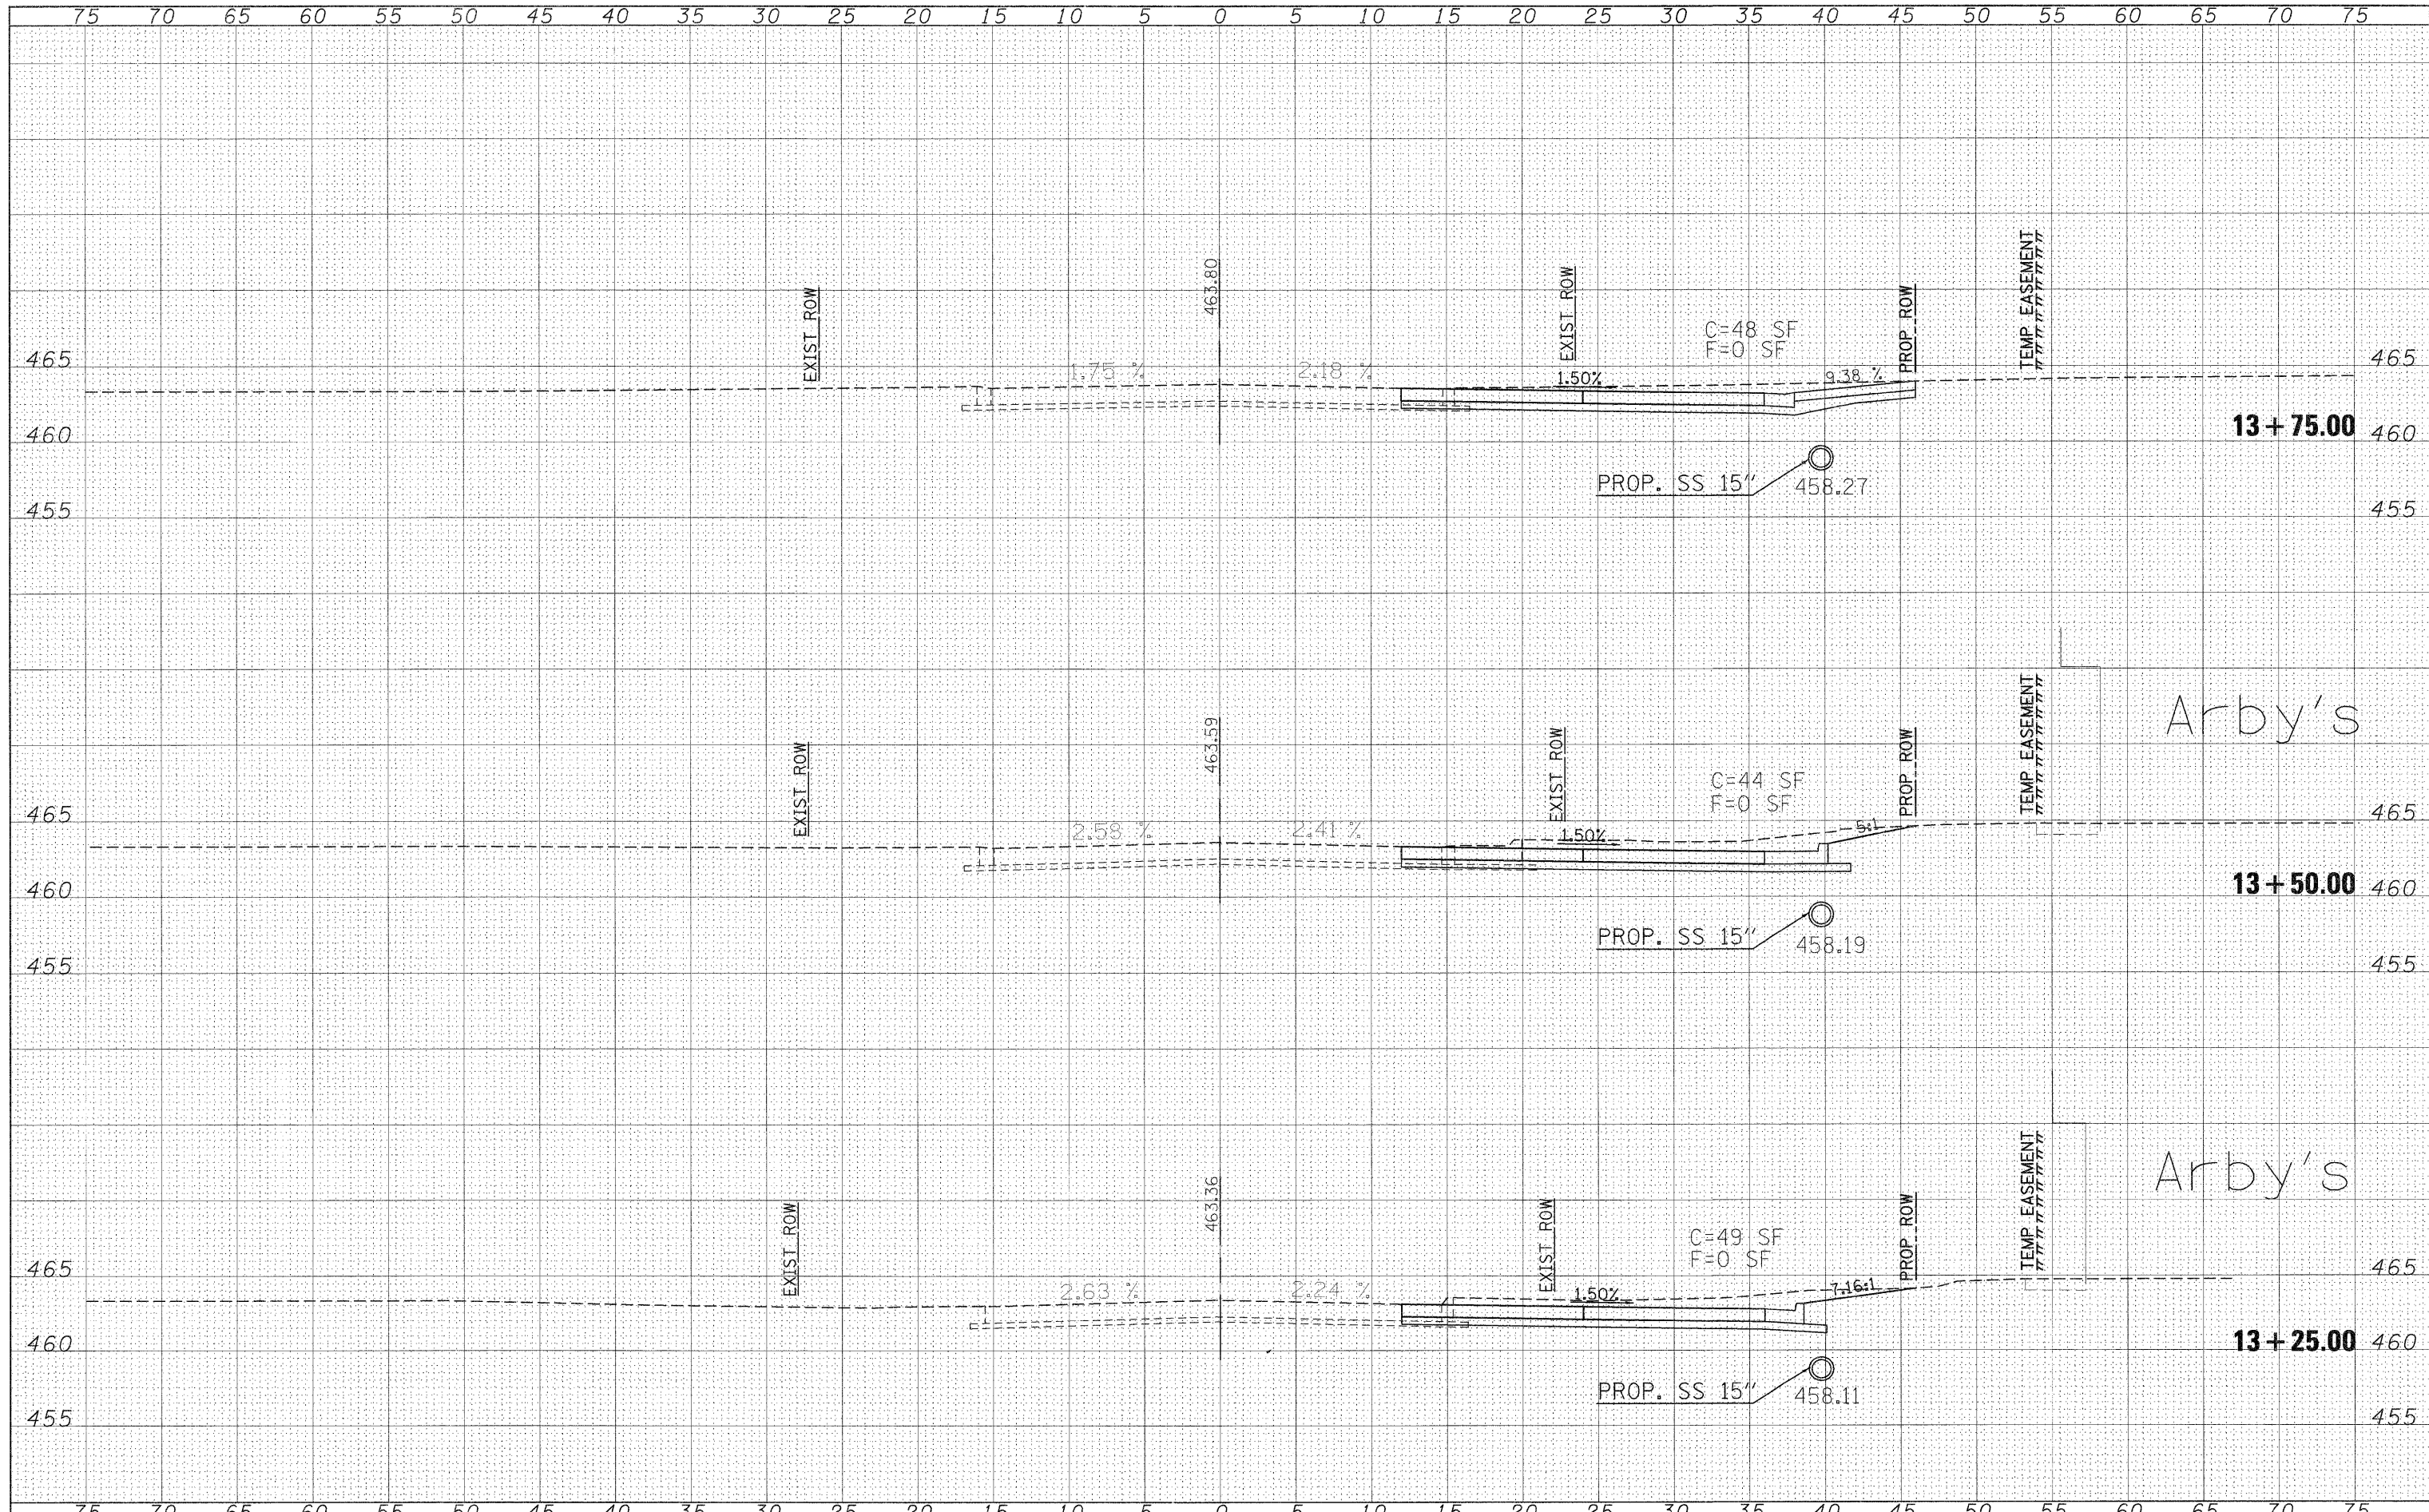 75 70 65 60 55 50 45 40 35 30 25 20 15 10 5 0 5 10 15 20 25 30 35 40 45 50 55 60 65 70 75
EXIST ROW
463.80
EXIST ROW
C=48 SF
F=0 SF
PROP ROW
TEMP EASEMENT
465
1.75 %
2.18 %
1.50%
9.38 %
465
460
13+75.00
460
PROP. SS 15"
458.27
455
455
EXIST ROW
463.59
EXIST ROW
C=44 SF
F=0 SF
PROP ROW
TEMP EASEMENT
Arby's
465
2.58 %
2.41 %
1.50%
5:1
465
460
13+50.00
460
PROP. SS 15"
458.19
455
455
EXIST ROW
463.36
EXIST ROW
C=49 SF
F=0 SF
PROP ROW
TEMP EASEMENT
Arby's
465
2.63 %
2.24 %
1.50%
7.16:1
465
460
13+25.00
460
PROP. SS 15"
458.11
455
455
75 70 65 60 55 50 45 40 35 30 25 20 15 10 5 0 5 10 15 20 25 30 35 40 45 50 55 60 65 70 75